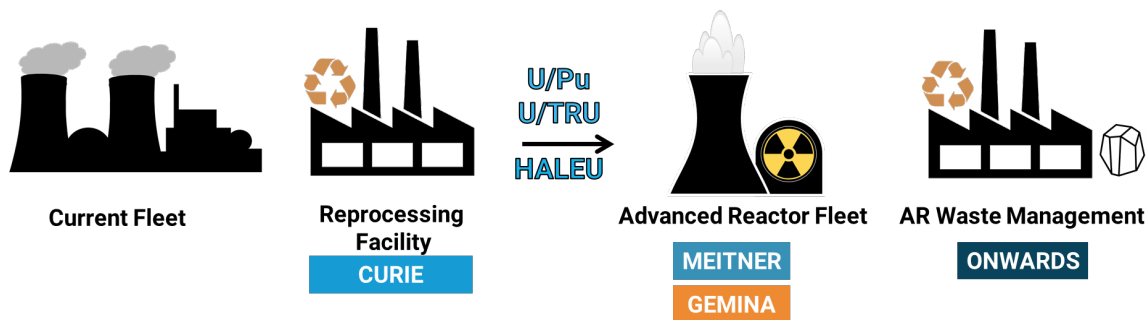 Current Fleet
Reprocessing
Facility
CURIE
U/Pu
U/TRU
HALEU
Advanced Reactor Fleet
MEITNER
GEMINA
AR Waste Management
ONWARDS